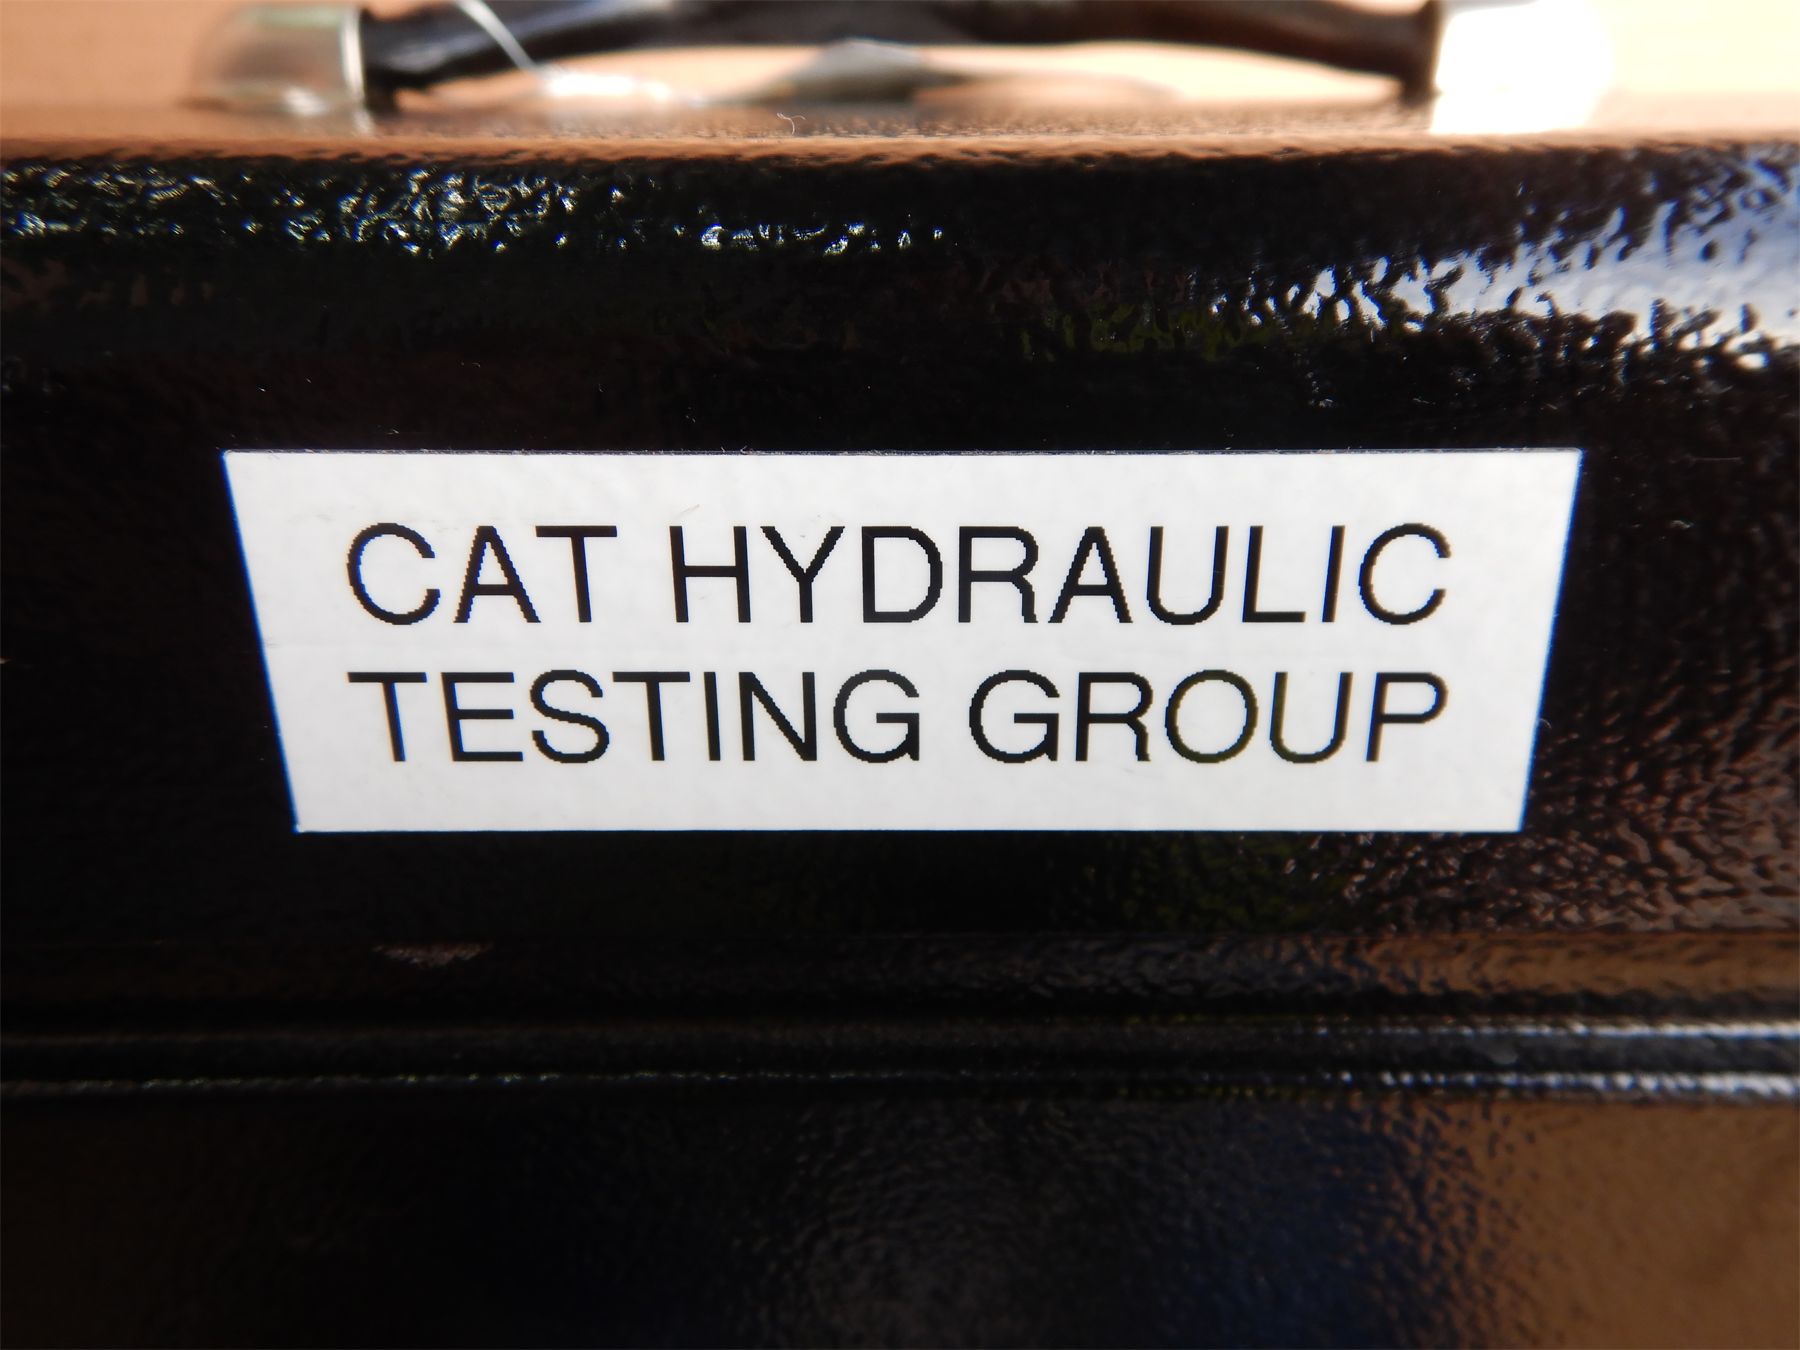 CAT HYDRAULIC
TESTING GROUP